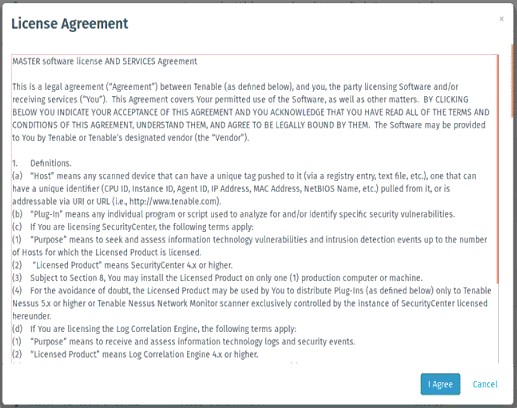 License Agreement
×
MASTER software license AND SERVICES Agreement
This is a legal agreement (“Agreement”) between Tenable (as defined below), and you, the party licensing Software and/or
receiving services (“You”). This Agreement covers Your permitted use of the Software, as well as other matters. BY CLICKING
BELOW YOU INDICATE YOUR ACCEPTANCE OF THIS AGREEMENT AND YOU ACKNOWLEDGE THAT YOU HAVE READ ALL OF THE TERMS AND
CONDITIONS OF THIS AGREEMENT, UNDERSTAND THEM, AND AGREE TO BE LEGALLY BOUND BY THEM. The Software may be provided
to You by Tenable or Tenable’s designated vendor (the “Vendor”).
1. Definitions.
(a) “Host” means any scanned device that can have a unique tag pushed to it (via a registry entry, text file, etc.), one that can
have a unique identifier (CPU ID, Instance ID, Agent ID, IP Address, MAC Address, NetBIOS Name, etc.) pulled from it, or is
addressable via URI or URL (i.e., http://www.tenable.com).
(b) “Plug-In” means any individual program or script used to analyze for and/or identify specific security vulnerabilities.
(c) If You are licensing SecurityCenter, the following terms apply:
(1) “Purpose” means to seek and assess information technology vulnerabilities and intrusion detection events up to the number
of Hosts for which the Licensed Product is licensed.
(2) “Licensed Product” means SecurityCenter 4.x or higher.
(3) Subject to Section 8, You may install the Licensed Product on only one (1) production computer or machine.
(4) For the avoidance of doubt, the Licensed Product may be used by You to distribute Plug-Ins (as defined below) only to Tenable
Nessus 5.x or higher or Tenable Nessus Network Monitor scanner exclusively controlled by the instance of SecurityCenter licensed
hereunder.
(d) If You are licensing the Log Correlation Engine, the following terms apply:
(1) “Purpose” means to receive and assess information technology logs and security events.
(2) “Licensed Product” means Log Correlation Engine 4.x or higher.
I Agree
Cancel